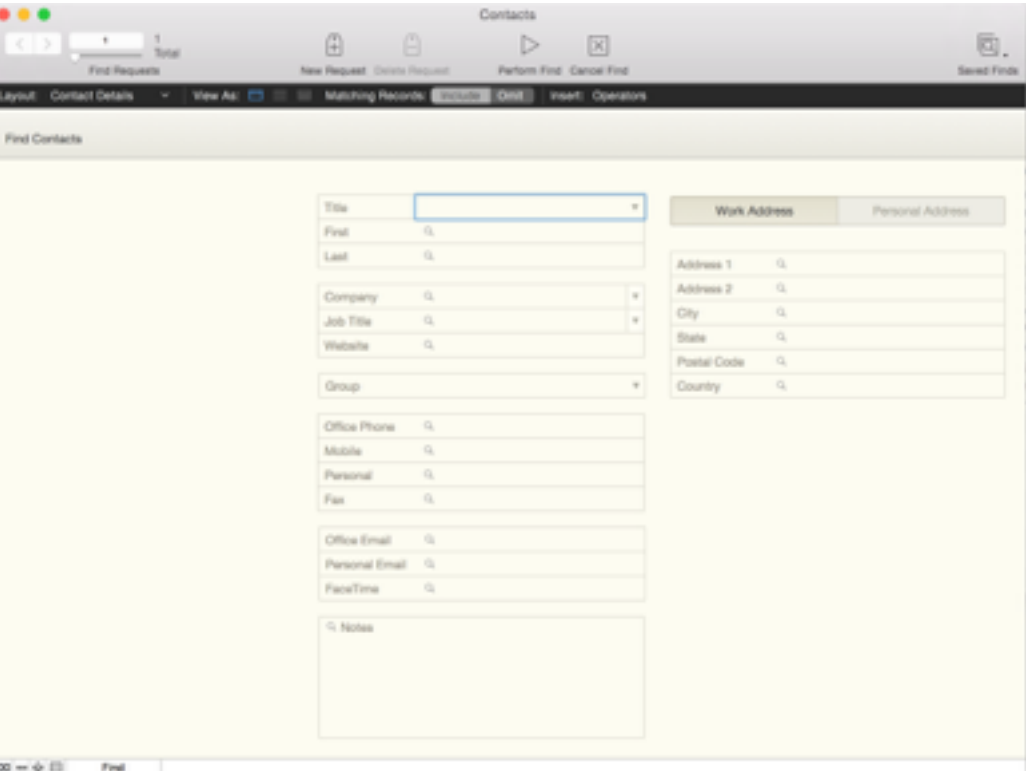 Contacts
1
1
Total
Find Requests
New Request Delete Request Perform Find Cancel Find Saved Finds
Layout: Contact Details View As: Matching Records: Include Omit Insert: Operators
Find Contacts
Title
First
Last
Company
Job Title
Website
Group
Office Phone
Mobile
Personal
Fax
Office Email
Personal Email
FaceTime
Notes
Work Address Personal Address
Address 1
Address 2
City
State
Postal Code
Country
Find